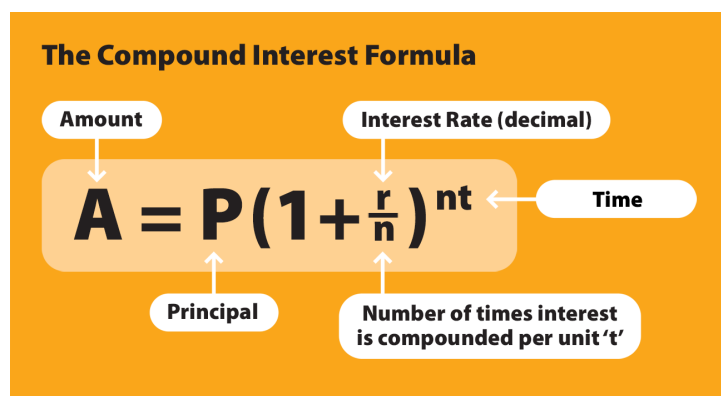 The Compound Interest Formula
Amount
Interest Rate (decimal)
A = P(1+r/n)^nt
Time
Principal
Number of times interest
is compounded per unit ‘t’